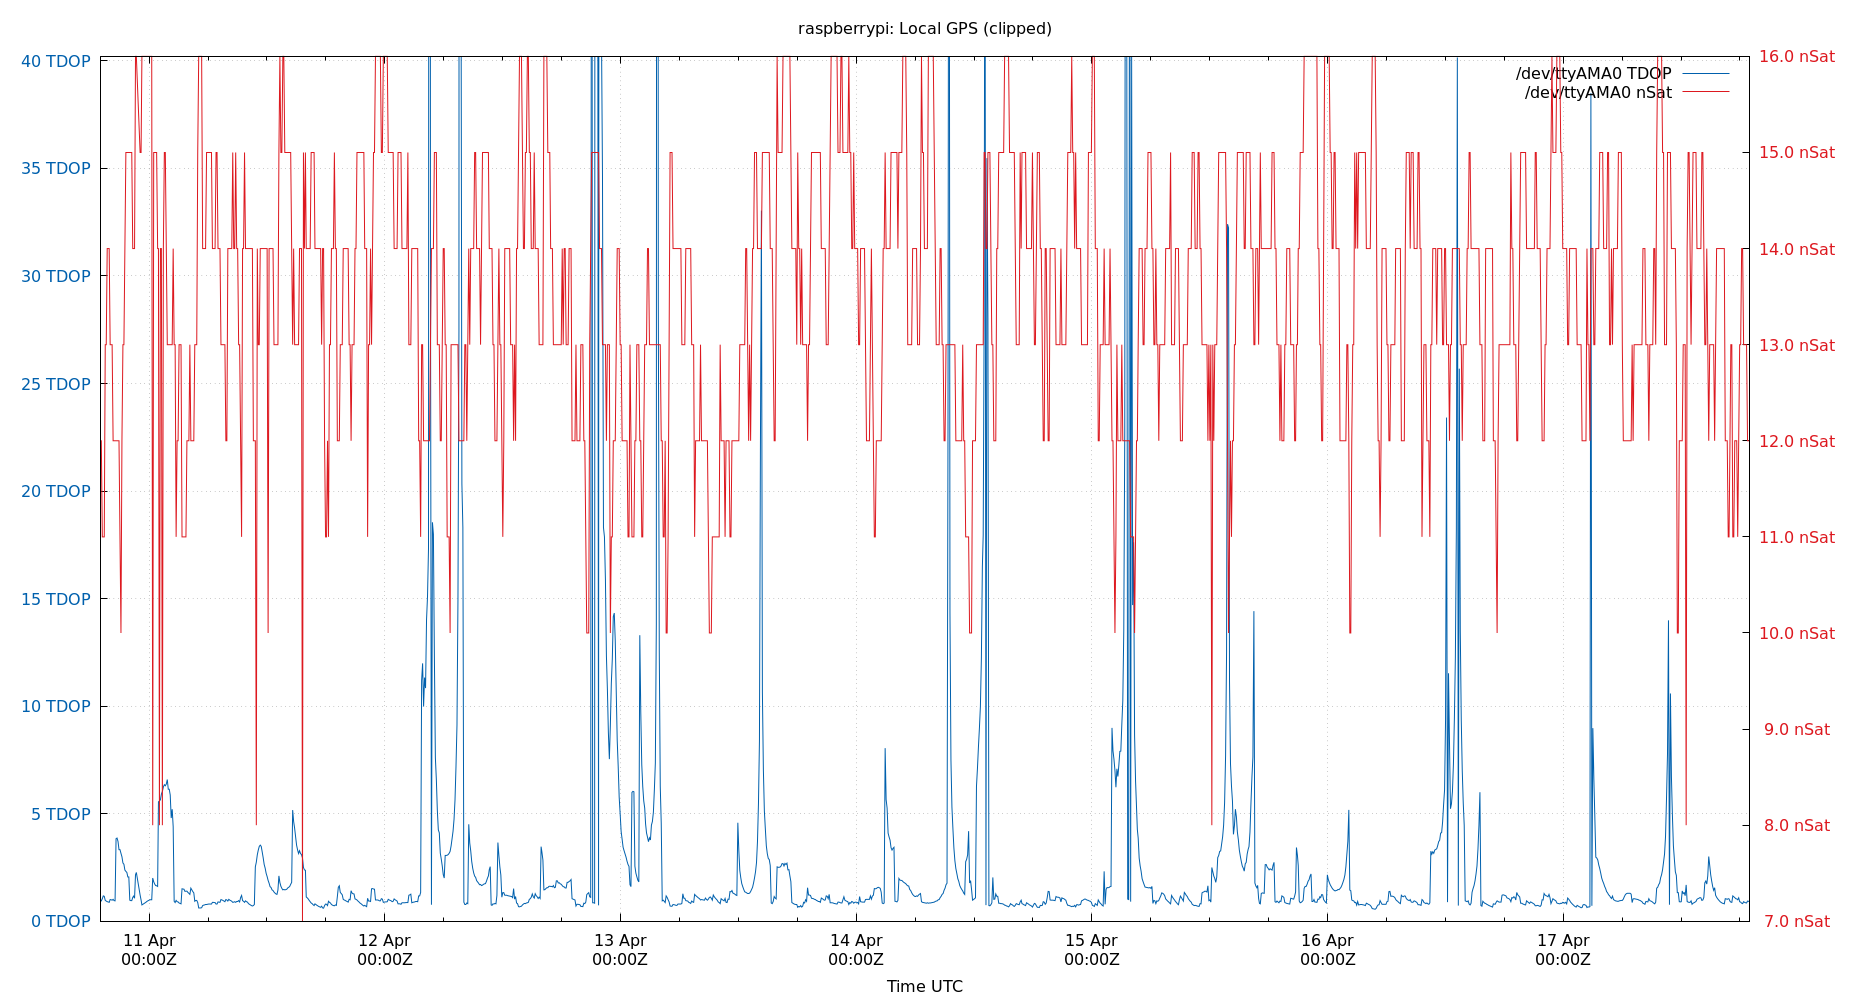 raspberrypi: Local GPS (clipped)
40 TDOP
35 TDOP
30 TDOP
25 TDOP
20 TDOP
15 TDOP
10 TDOP
5 TDOP
0 TDOP
16.0 nSat
15.0 nSat
14.0 nSat
13.0 nSat
12.0 nSat
11.0 nSat
10.0 nSat
9.0 nSat
8.0 nSat
7.0 nSat
/dev/ttyAMA0 TDOP
/dev/ttyAMA0 nSat
11 Apr
00:00Z
12 Apr
00:00Z
13 Apr
00:00Z
14 Apr
00:00Z
15 Apr
00:00Z
16 Apr
00:00Z
17 Apr
00:00Z
Time UTC